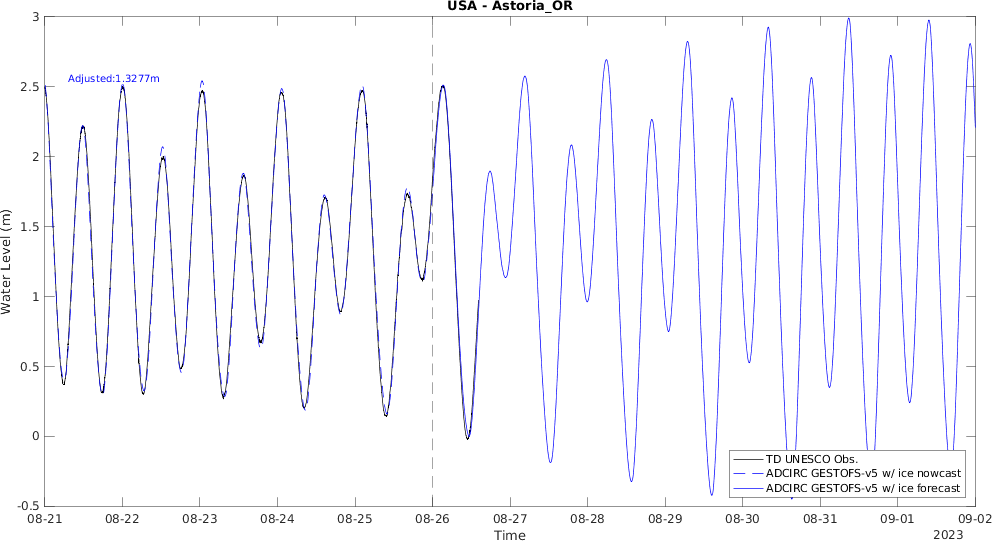 USA - Astoria_OR
Adjusted:1.3277m
Water Level (m)
3
2.5
2
1.5
1
0.5
0
-0.5
08-21 08-22 08-23 08-24 08-25 08-26 08-27 08-28 08-29 08-30 08-31 09-01 09-02
Time
2023
TD UNESCO Obs.
ADCIRC GESTOFS-v5 w/ ice nowcast
ADCIRC GESTOFS-v5 w/ ice forecast